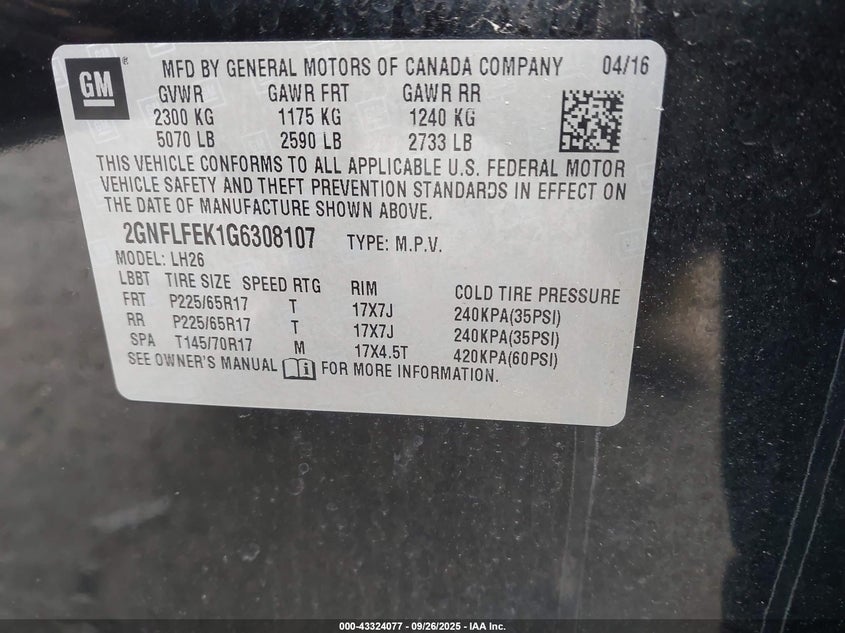 GM ® MFD BY GENERAL MOTORS OF CANADA COMPANY 04/16
GVWR GAWR FRT GAWR RR
2300 KG 1175 KG 1240 KG
5070 LB 2590 LB 2733 LB
THIS VEHICLE CONFORMS TO ALL APPLICABLE U.S. FEDERAL MOTOR
VEHICLE SAFETY AND THEFT PREVENTION STANDARDS IN EFFECT ON
THE DATE OF MANUFACTURE SHOWN ABOVE.
2GNFLFEK1G6308107 TYPE: M.P.V.
MODEL: LH26
LBBT TIRE SIZE SPEED RTG RIM COLD TIRE PRESSURE
FRT P225/65R17 T 17X7J 240KPA(35PSI)
RR P225/65R17 T 17X7J 240KPA(35PSI)
SPA T145/70R17 M 17X4.5T 420KPA(60PSI)
SEE OWNER'S MANUAL FOR MORE INFORMATION.
000-43324077 - 09/26/2025 - IAA Inc.